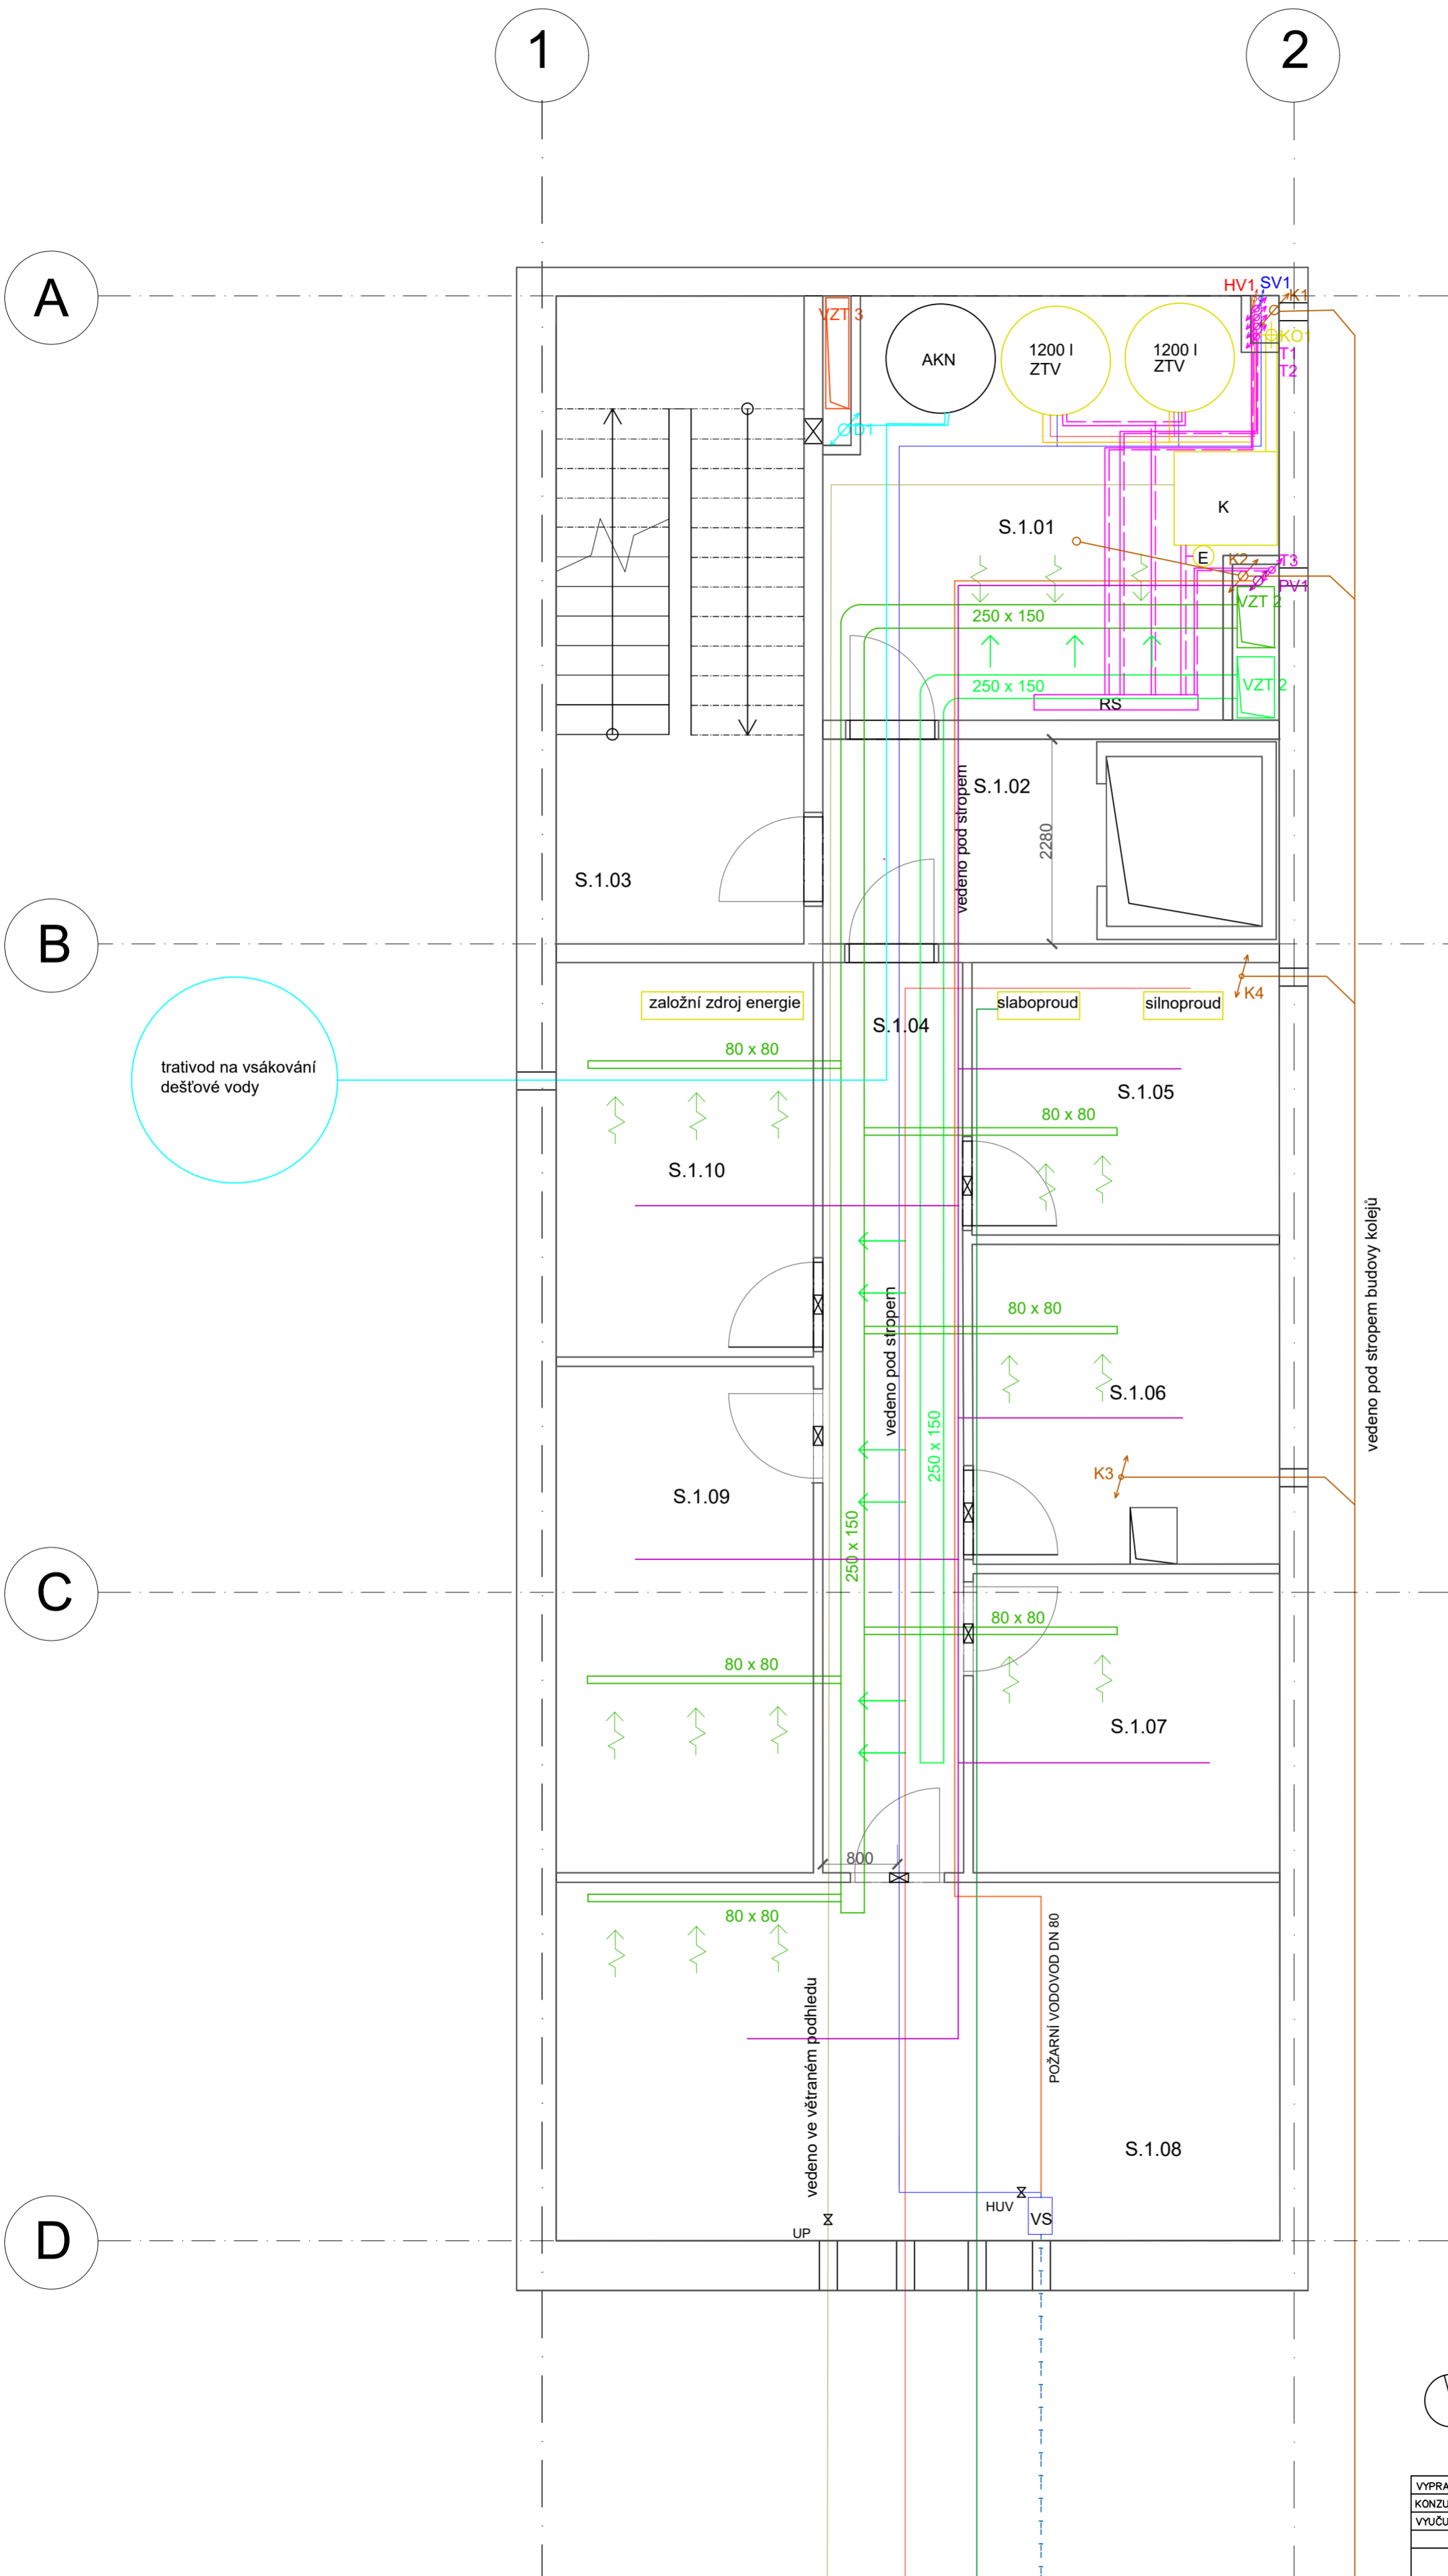 1
2
A
HV1
SV1
K1
VZT 3
AKN
1200 l
ZTV
1200 l
ZTV
KO1
T1
T2
D1
K
S.1.01
E
K2
T3
PV1
VZT 2
250 x 150
VZT 2
250 x 150
RS
vedeno pod stropem
S.1.02
2280
S.1.03
B
K4
založní zdroj energie
slaboproud
silnoproud
S.1.04
80 x 80
trativod na vsákování
dešťové vody
S.1.05
80 x 80
S.1.10
vedeno pod stropem budovy kolejů
80 x 80
vedeno pod stropem
S.1.06
250 x 150
K3
S.1.09
250 x 150
C
80 x 80
80 x 80
S.1.07
800
80 x 80
POŽARNÍ VODOVOD DN 80
vedeno ve větraném podhledu
S.1.08
HUV
VS
UP
D
VYPRA
KONZU
VYUČU